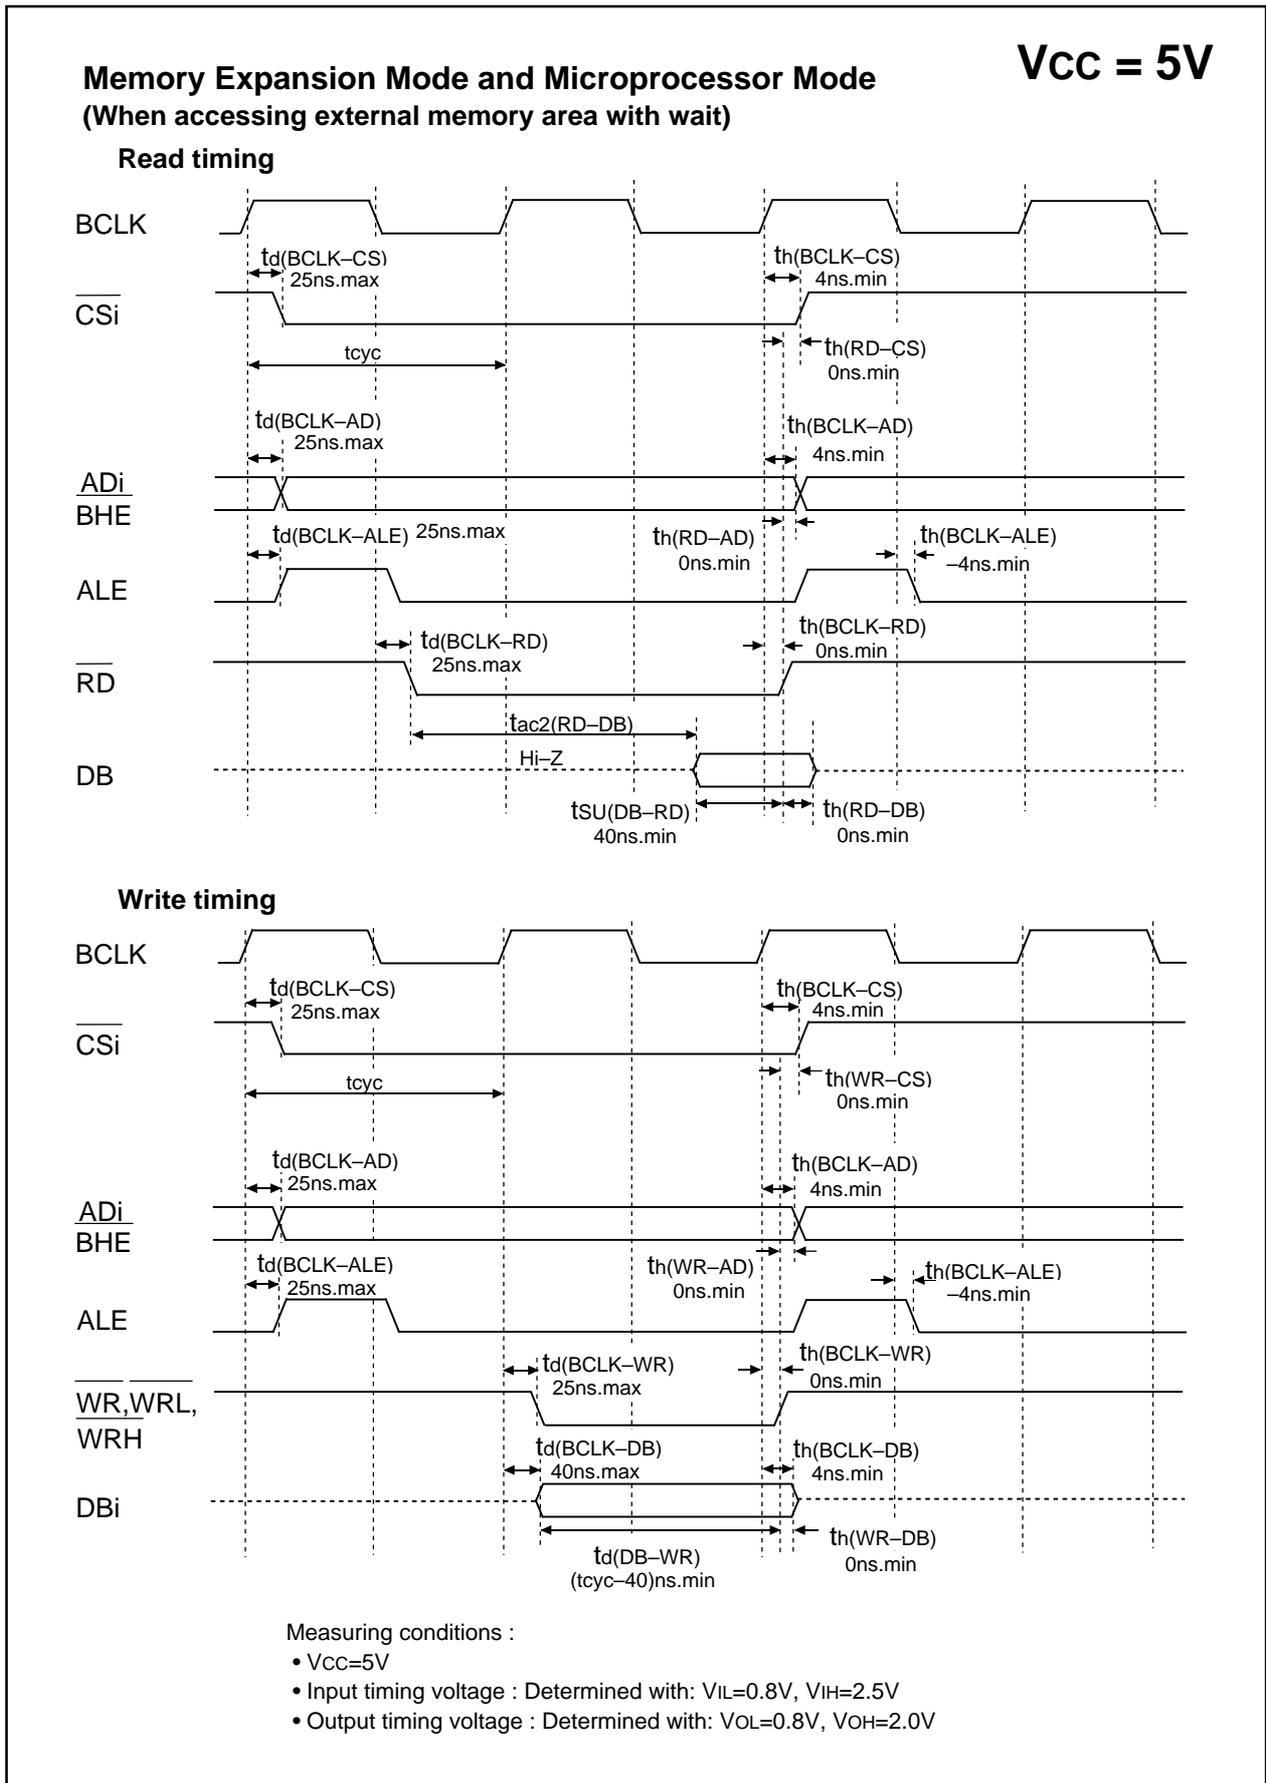 VCC = 5V
Memory Expansion Mode and Microprocessor Mode
(When accessing external memory area with wait)
Read timing
BCLK
td(BCLK–CS)
25ns.max
th(BCLK–CS)
4ns.min
CSi
tcyc
th(RD–CS)
0ns.min
td(BCLK–AD)
25ns.max
th(BCLK–AD)
4ns.min
ADi
BHE
td(BCLK–ALE) 25ns.max
th(RD–AD)
0ns.min
th(BCLK–ALE)
–4ns.min
ALE
td(BCLK–RD)
25ns.max
th(BCLK–RD)
0ns.min
RD
tac2(RD–DB)
Hi–Z
DB
tSU(DB–RD)
40ns.min
th(RD–DB)
0ns.min
Write timing
BCLK
td(BCLK–CS)
25ns.max
th(BCLK–CS)
4ns.min
CSi
tcyc
th(WR–CS)
0ns.min
td(BCLK–AD)
25ns.max
th(BCLK–AD)
4ns.min
ADi
BHE
td(BCLK–ALE)
25ns.max
th(WR–AD)
0ns.min
th(BCLK–ALE)
–4ns.min
ALE
td(BCLK–WR)
25ns.max
th(BCLK–WR)
0ns.min
WR,WRL,
WRH
td(BCLK–DB)
40ns.max
th(BCLK–DB)
4ns.min
DBi
td(DB–WR)
(tcyc–40)ns.min
th(WR–DB)
0ns.min
Measuring conditions :
• VCC=5V
• Input timing voltage : Determined with: VIL=0.8V, VIH=2.5V
• Output timing voltage : Determined with: VOL=0.8V, VOH=2.0V